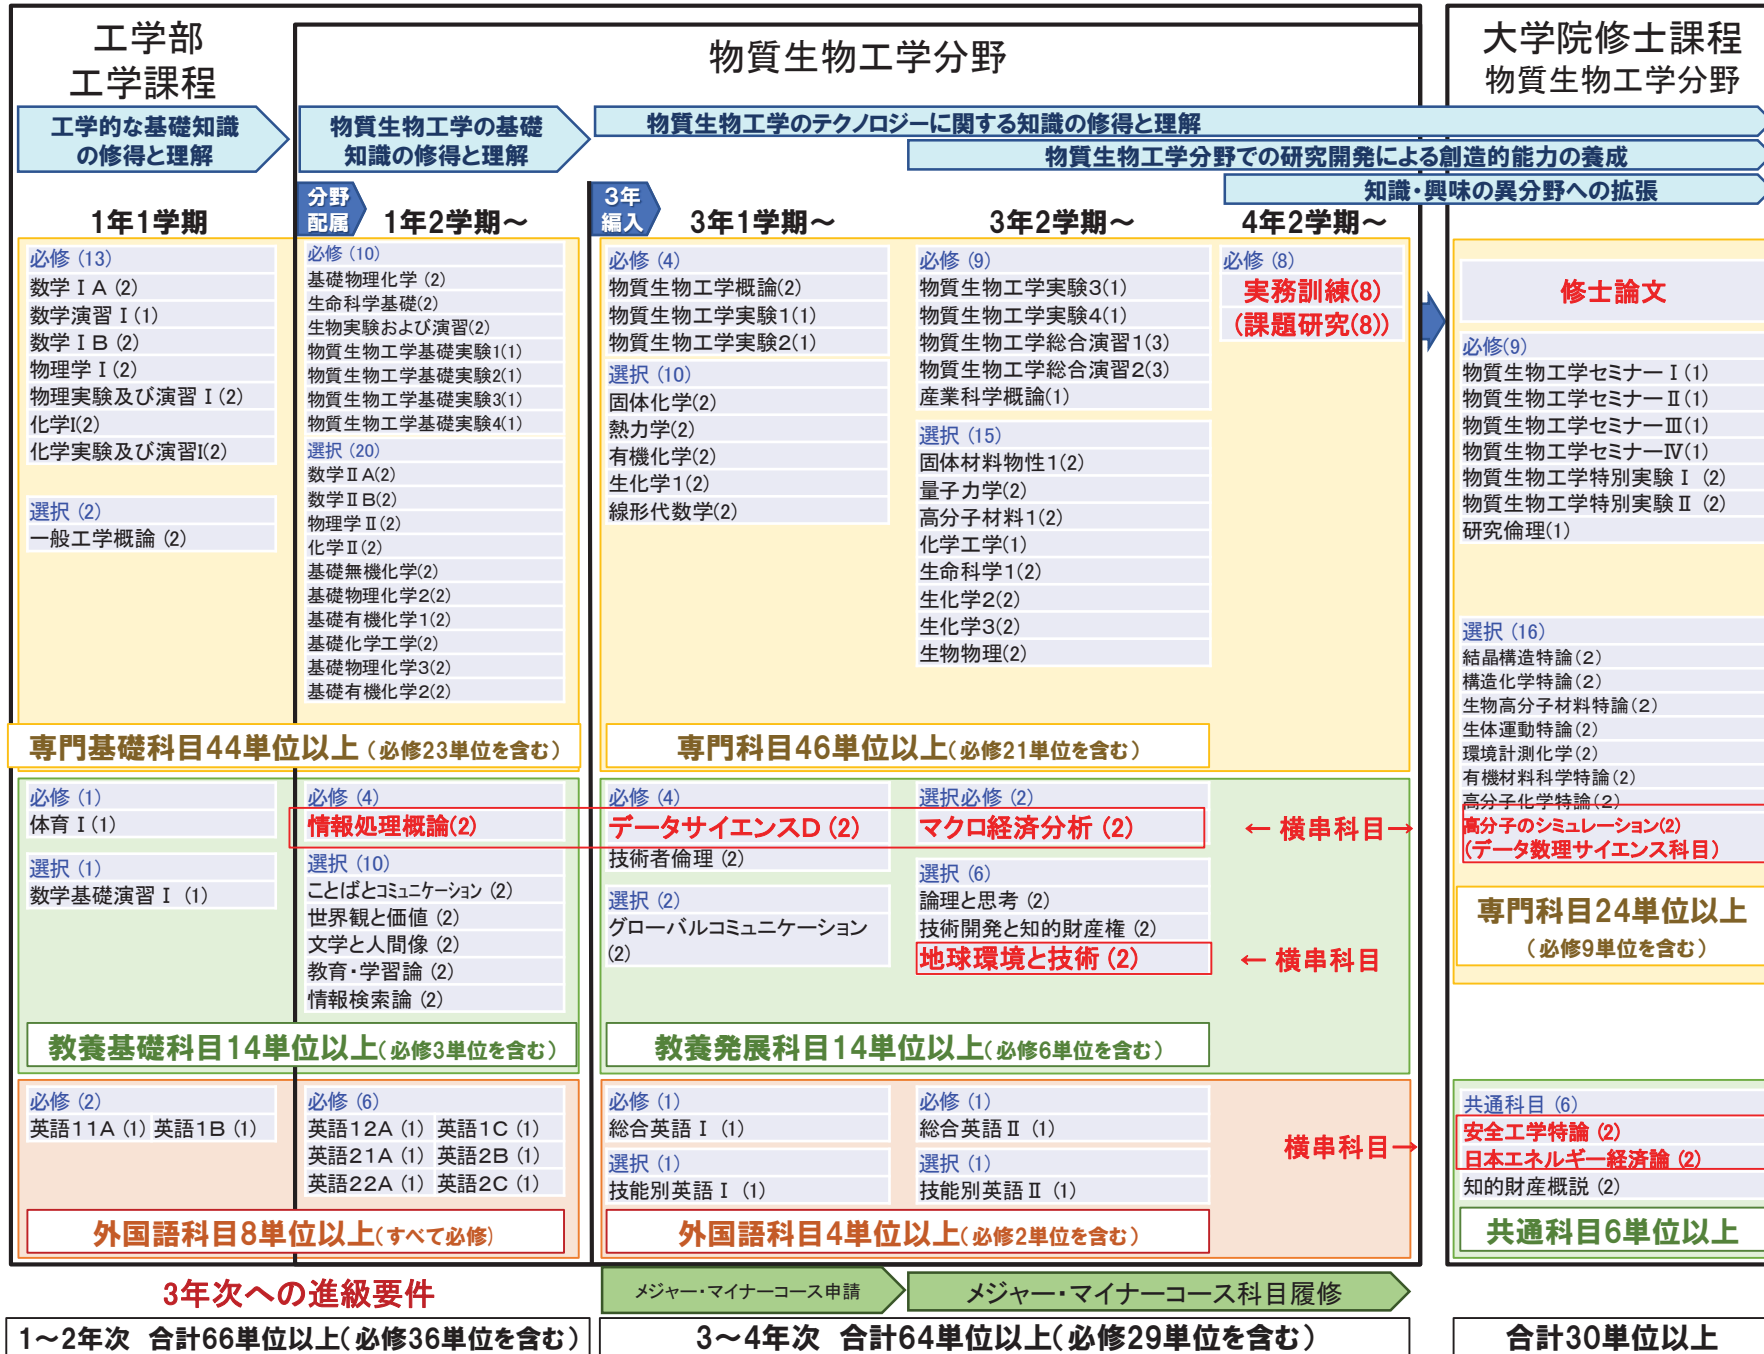 工学部
工学課程
物質生物工学分野
大学院修士課程
物質生物工学分野
工学的な基礎知識
の修得と理解
物質生物工学の基礎
知識の修得と理解
物質生物工学のテクノロジーに関する知識の修得と理解
物質生物工学分野での研究開発による創造的能力の養成
知識・興味の異分野への拡張
1年1学期
分野
配属
1年2学期～
3年
編入
3年1学期～
3年2学期～
4年2学期～
必修 (13)
数学ⅠA (2)
数学演習Ⅰ(1)
数学ⅠB (2)
物理学Ⅰ(2)
物理実験及び演習Ⅰ(2)
化学I(2)
化学実験及び演習I(2)
選択 (2)
一般工学概論 (2)
必修 (10)
基礎物理化学 (2)
生命科学基礎(2)
生物実験および演習(2)
物質生物工学基礎実験1(1)
物質生物工学基礎実験2(1)
物質生物工学基礎実験3(1)
物質生物工学基礎実験4(1)
選択 (20)
数学ⅡA(2)
数学ⅡB(2)
物理学Ⅱ(2)
化学Ⅱ(2)
基礎無機化学(2)
基礎物理化学2(2)
基礎有機化学1(2)
基礎化学工学(2)
基礎物理化学3(2)
基礎有機化学2(2)
専門基礎科目44単位以上 (必修23単位を含む)
必修 (4)
物質生物工学概論(2)
物質生物工学実験1(1)
物質生物工学実験2(1)
選択 (10)
固体化学(2)
熱力学(2)
有機化学(2)
生化学1(2)
線形代数学(2)
必修 (9)
物質生物工学実験3(1)
物質生物工学実験4(1)
物質生物工学総合演習1(3)
物質生物工学総合演習2(3)
産業科学概論(1)
選択 (15)
固体材料物性1(2)
量子力学(2)
高分子材料1(2)
化学工学(1)
生命科学1(2)
生化学2(2)
生化学3(2)
生物物理(2)
必修 (8)
実務訓練(8)
(課題研究(8))
専門科目46単位以上(必修21単位を含む)
修士論文
必修(9)
物質生物工学セミナーⅠ(1)
物質生物工学セミナーⅡ(1)
物質生物工学セミナーⅢ(1)
物質生物工学セミナーⅣ(1)
物質生物工学特別実験Ⅰ (2)
物質生物工学特別実験Ⅱ (2)
研究倫理(1)
選択 (16)
結晶構造特論(2)
構造化学特論(2)
生物高分子材料特論(2)
生体運動特論(2)
環境計測化学(2)
有機材料科学特論(2)
高分子化学特論(2)
高分子のシミュレーション(2)
(データ数理サイエンス科目)
専門科目24単位以上
(必修9単位を含む)
必修 (1)
体育Ⅰ(1)
選択 (1)
数学基礎演習Ⅰ (1)
必修 (4)
情報処理概論(2)
選択 (10)
ことばとコミュニケーション (2)
世界観と価値 (2)
文学と人間像 (2)
教育・学習論 (2)
情報検索論 (2)
教養基礎科目14単位以上(必修3単位を含む)
必修 (4)
データサイエンスD (2)
技術者倫理 (2)
選択 (2)
グローバルコミュニケーション
(2)
選択必修 (2)
マクロ経済分析 (2)
選択 (6)
論理と思考 (2)
技術開発と知的財産権 (2)
地球環境と技術 (2)
← 横串科目→
← 横串科目
教養発展科目14単位以上(必修6単位を含む)
必修 (2)
英語11A (1) 英語1B (1)
必修 (6)
英語12A (1) 英語1C (1)
英語21A (1) 英語2B (1)
英語22A (1) 英語2C (1)
外国語科目8単位以上(すべて必修)
必修 (1)
総合英語Ⅰ (1)
選択 (1)
技能別英語Ⅰ (1)
必修 (1)
総合英語Ⅱ (1)
選択 (1)
技能別英語Ⅱ (1)
横串科目→
外国語科目4単位以上(必修2単位を含む)
共通科目 (6)
安全工学特論 (2)
日本エネルギー経済論 (2)
知的財産概説 (2)
共通科目6単位以上
3年次への進級要件
メジャー・マイナーコース申請
メジャー・マイナーコース科目履修
1～2年次 合計66単位以上(必修36単位を含む)
3～4年次 合計64単位以上(必修29単位を含む)
合計30単位以上